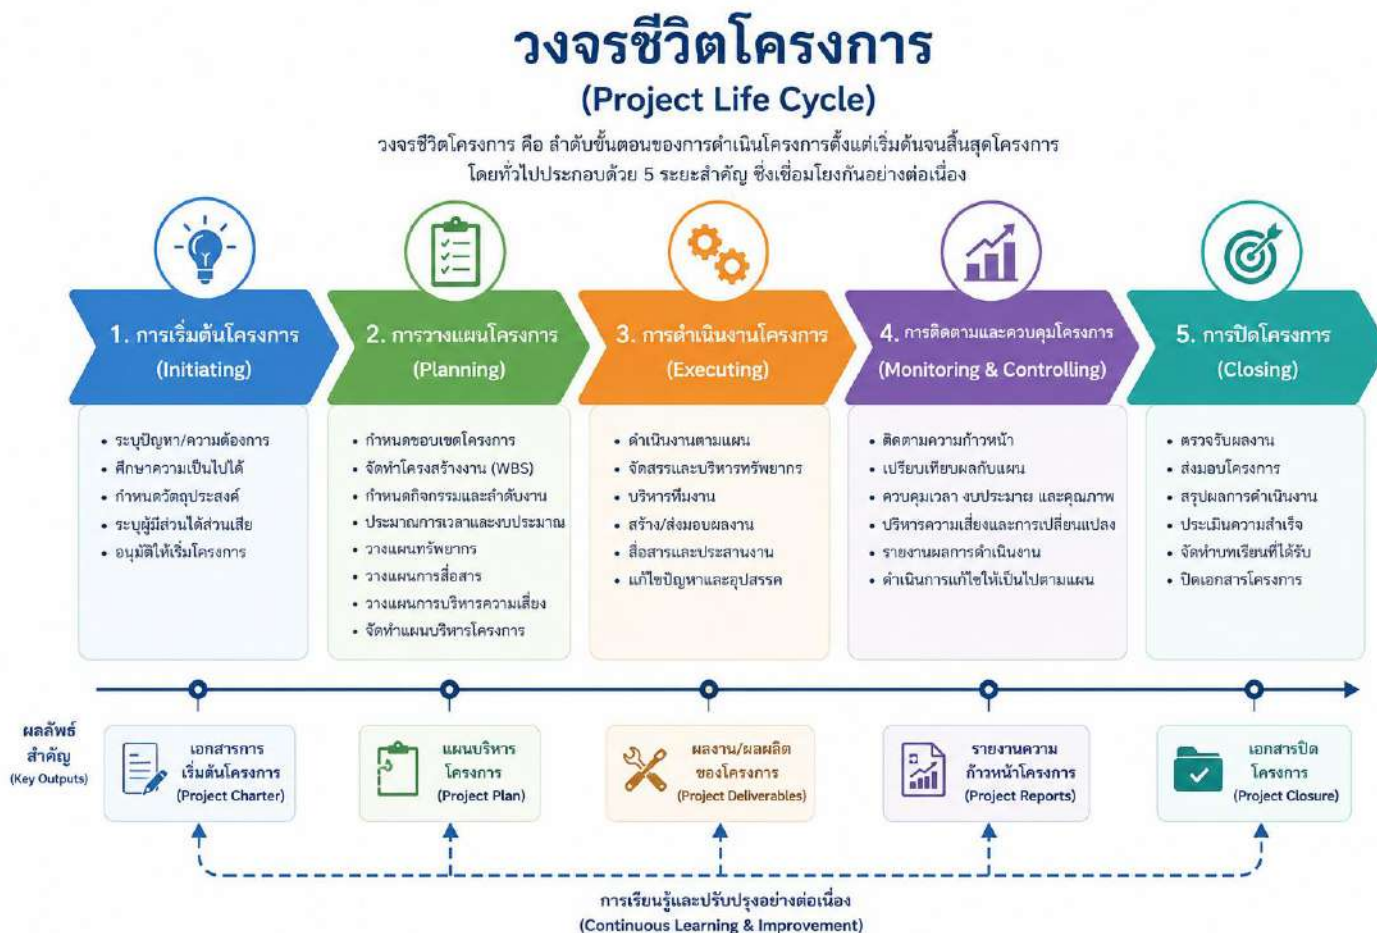 วงจรชีวิตโครงการ
(Project Life Cycle)
วงจรชีวิตโครงการ คือ ลำดับขั้นตอนของการดำเนินโครงการตั้งแต่เริ่มต้นจนสิ้นสุดโครงการ
โดยทั่วไปประกอบด้วย 5 ระยะสำคัญ ซึ่งเชื่อมโยงกันอย่างต่อเนื่อง
1. การเริ่มต้นโครงการ
(Initiating)
• ระบุปัญหา/ความต้องการ
• ศึกษาความเป็นไปได้
• กำหนดวัตถุประสงค์
• ระบุผู้มีส่วนได้ส่วนเสีย
• อนุมัติให้เริ่มโครงการ
2. การวางแผนโครงการ
(Planning)
• กำหนดขอบเขตโครงการ
• จัดทำโครงสร้างงาน (WBS)
• กำหนดกิจกรรมและลำดับงาน
• ประมาณการเวลาและงบประมาณ
• วางแผนทรัพยากร
• วางแผนการสื่อสาร
• วางแผนการบริหารความเสี่ยง
• จัดทำแผนบริหารโครงการ
3. การดำเนินงานโครงการ
(Executing)
• ดำเนินงานตามแผน
• จัดสรรและบริหารทรัพยากร
• บริหารทีมงาน
• สร้าง/ส่งมอบผลงาน
• สื่อสารและประสานงาน
• แก้ไขปัญหาและอุปสรรค
4. การติดตามและควบคุมโครงการ
(Monitoring & Controlling)
• ติดตามความก้าวหน้า
• เปรียบเทียบผลกับแผน
• ควบคุมเวลา งบประมาย และคุณภาพ
• บริหารความเสี่ยงและการเปลี่ยนแปลง
• รายงานผลการดำเนินงาน
• ดำเนินการแก้ไขให้เป็นไปตามแผน
5. การปิดโครงการ
(Closing)
• ตรวจรับผลงาน
• ส่งมอบโครงการ
• สรุปผลการดำเนินงาน
• ประเมินความสำเร็จ
• จัดทำบทเรียนที่ได้รับ
• ปิดเอกสารโครงการ
ผลลัพธ์
สำคัญ
(Key Outputs)
เอกสารการ
เริ่มต้นโครงการ
(Project Charter)
แผนบริหาร
โครงการ
(Project Plan)
ผลงาน/ผลผลิต
ของโครงการ
(Project Deliverables)
รายงานความ
ก้าวหน้าโครงการ
(Project Reports)
เอกสารปิด
โครงการ
(Project Closure)
การเรียนรู้และปรับปรุงอย่างต่อเนื่อง
(Continuous Learning & Improvement)